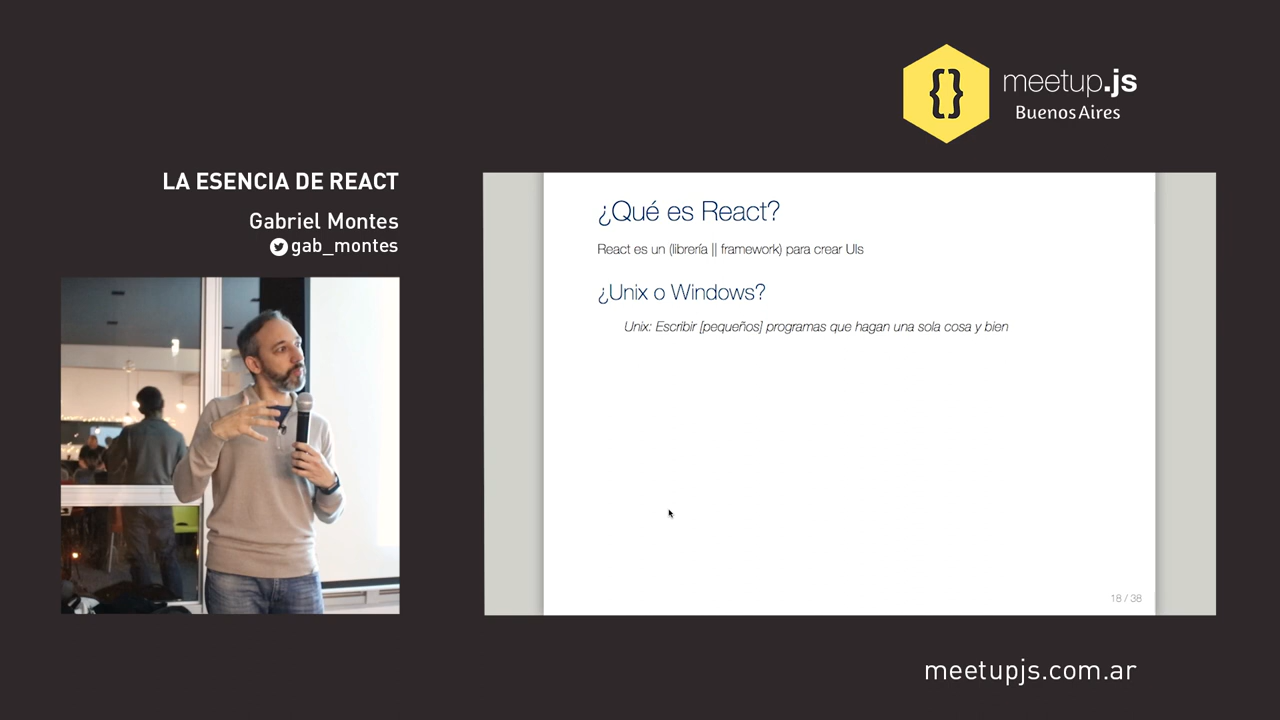 {}
meetup.js
Buenos Aires
LA ESENCIA DE REACT
Gabriel Montes
gab_montes
¿Qué es React?
React es un (librería || framework) para crear UIs
¿Unix o Windows?
Unix: Escribir [pequeños] programas que hagan una sola cosa y bien
18 / 38
meetupjs.com.ar